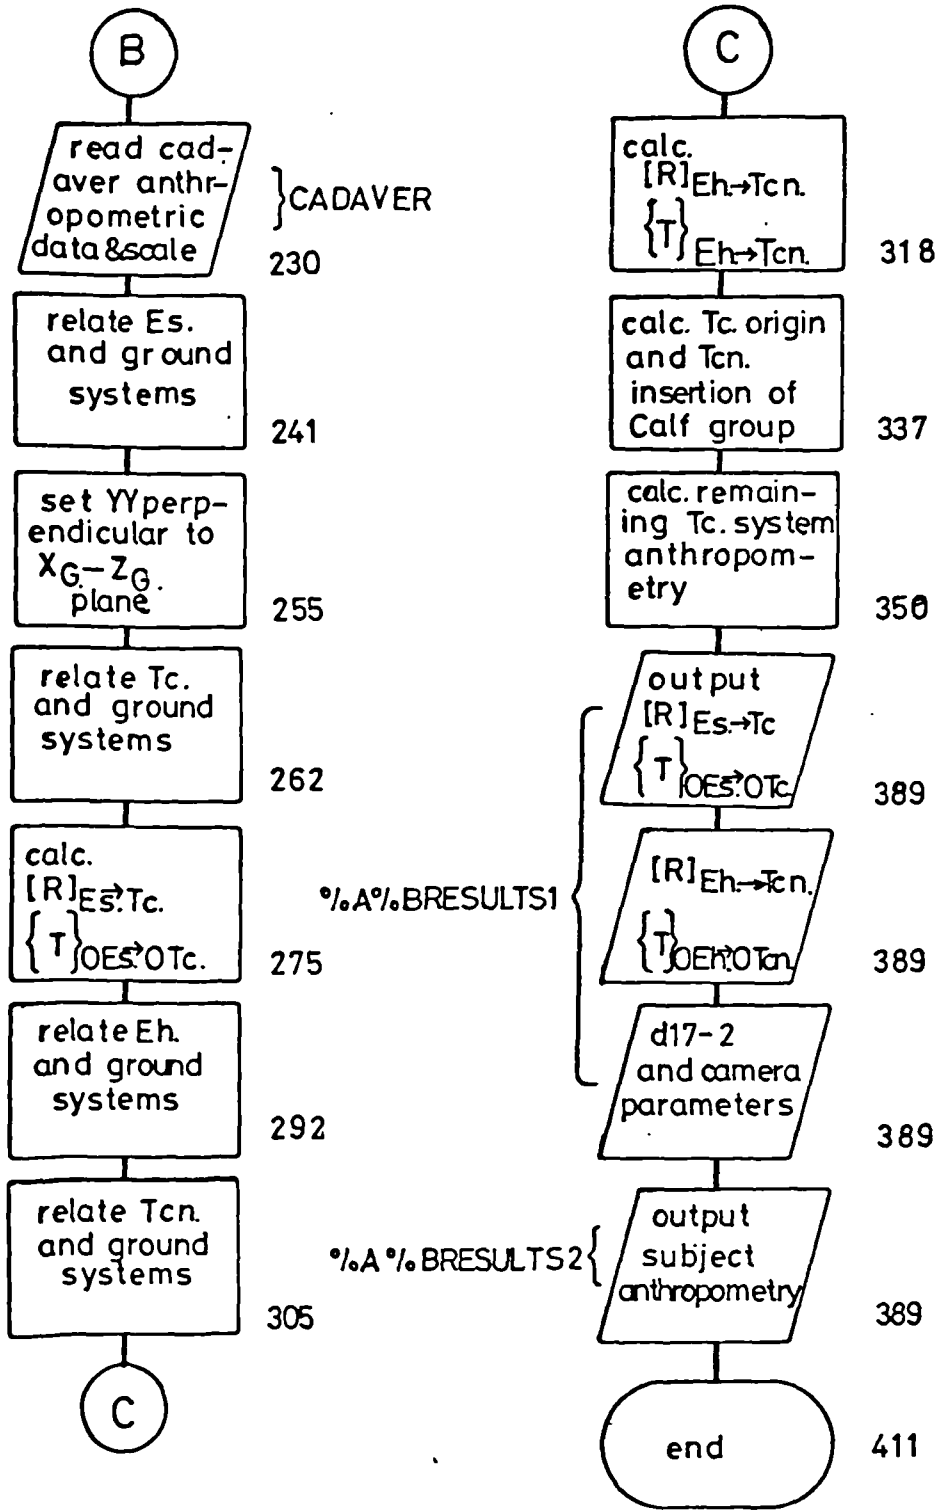 B
read cad-
aver anthr-
opometric
data&scale
}CADAVER
230
relate Es.
and ground
systems
241
set YYperp-
endicular to
XG.-ZG.
plane
255
relate Tc.
and ground
systems
262
calc.
[R]Es.→Tc.
{T}OEs.→OTc.
275
relate Eh.
and ground
systems
292
relate Tcn.
and ground
systems
305
C
C
calc.
[R]Eh.→Tcn.
{T}Eh.→Tcn.
318
calc. Tc. origin
and Tcn.
insertion of
Calf group
337
calc. remain-
ing Tc. system
anthropom-
etry
350
%A%BRESULTS1{
output
[R]Es.→Tc
{T}OEs.→OTc.
389
[R]Eh.→Tcn.
{T}OEh.→OTcn.
389
d17-2
and camera
parameters
389
%A%BRESULTS2{
output
subject
anthropometry
389
end
411